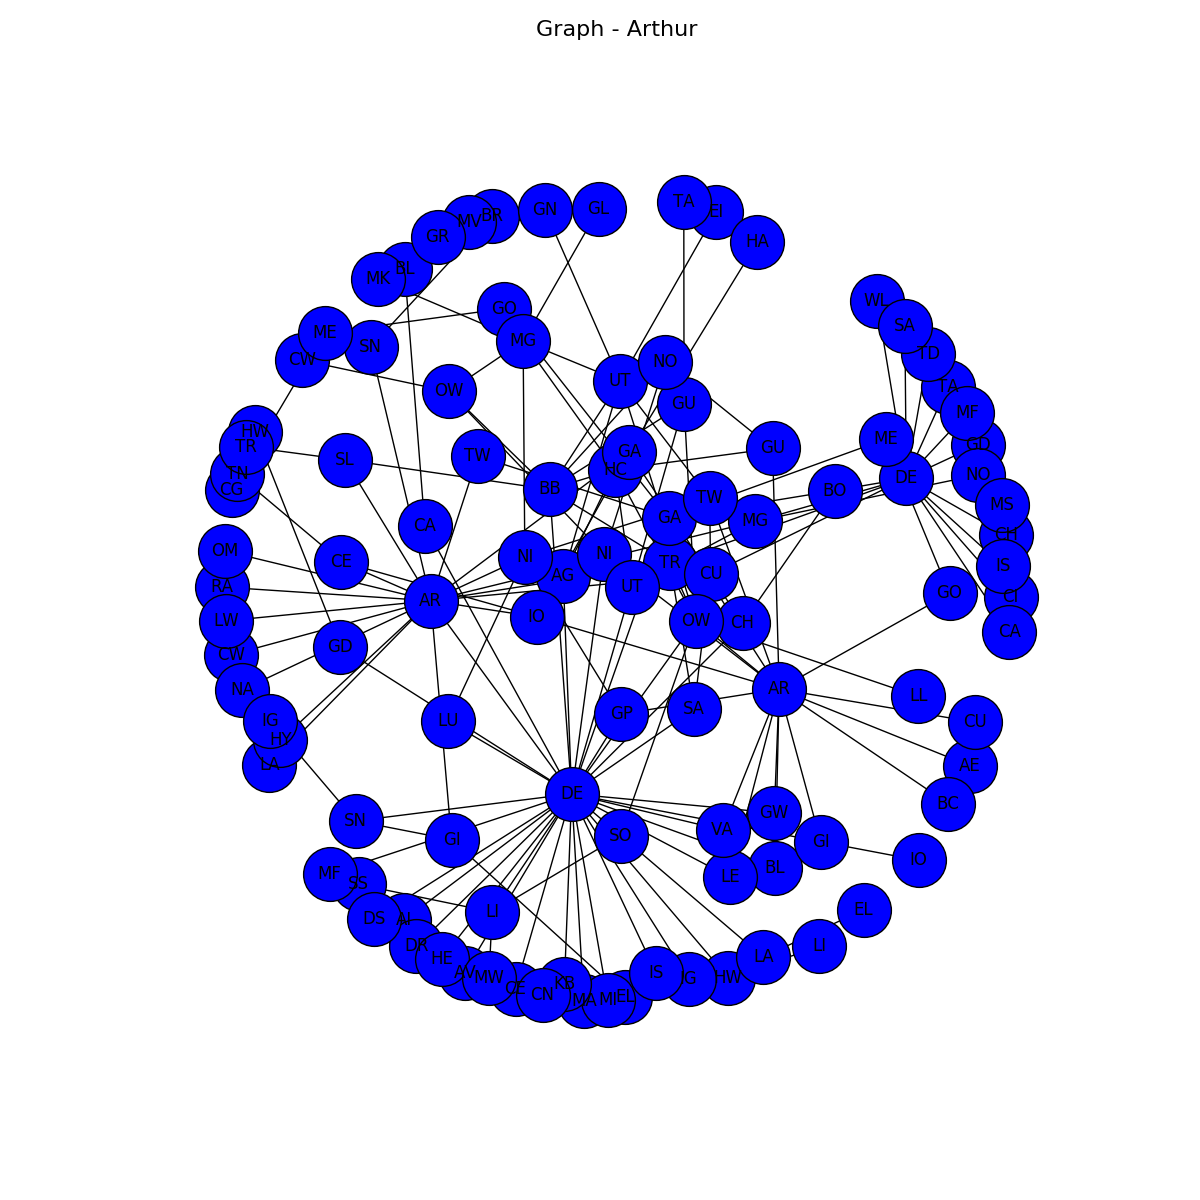 Graph - Arthur
TA
EI
GL
GN
BR
MV
GR
HA
BL
MK
WL
GO
SA
ME
MG
SN
TD
CW
NO
UT
TA
OW
GU
MF
HW
ME
GD
TR
GU
GA
TW
SL
HC
TN
NO
DE
CG
BB
BO
TW
MS
GA
MG
CA
CH
OM
NI
NI
CE
TR
IS
CU
AG
RA
UT
GO
CI
AR
IO
LW
OW
CH
CA
GD
CW
AR
NA
LL
SA
GP
IG
LU
CU
HY
LA
AE
DE
BC
GW
SN
VA
SO
GI
GI
IO
BL
MF
LE
SS
EL
LI
DS
AI
DR
LI
HE
LA
AV
IS
MW
IG
HW
KB
CE
CN
EL
MI
MA